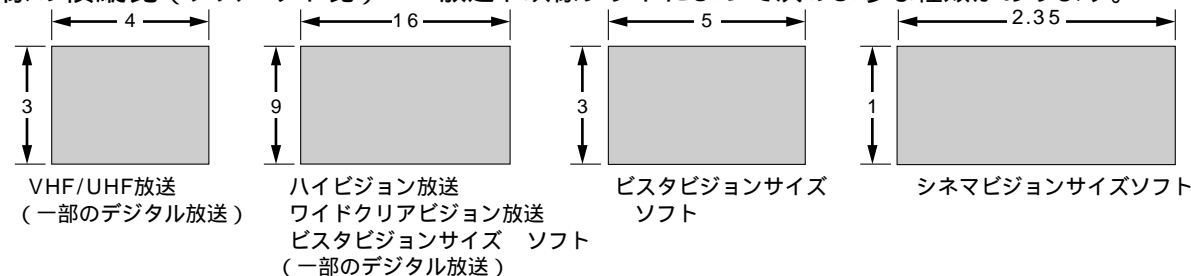 4 16 5 2.35
3 9 3 1
VHF/UHF放送 ハイビジョン放送 ビスタビジョンサイズ シネマビジョンサイズソフト
(一部のデジタル放送) ワイドクリアビジョン放送 ソフト
ビスタビジョンサイズ ソフト
(一部のデジタル放送)